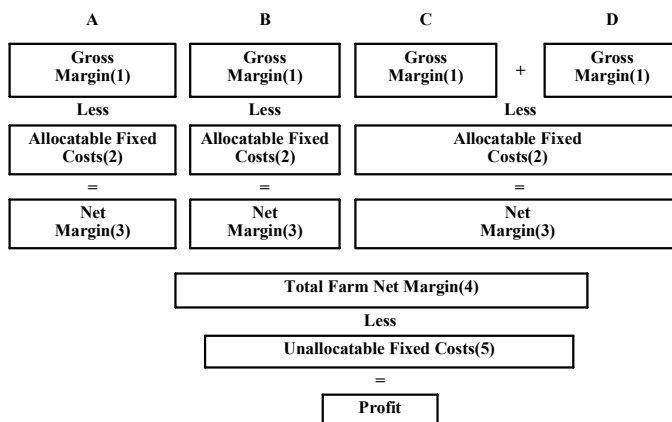 A B C D
Gross Gross Gross Gross
Margin(1) Margin(1) Margin(1) + Margin(1)
Less Less Less
Allocatable Fixed Allocatable Fixed Allocatable Fixed
Costs(2) Costs(2) Costs(2)
= = =
Net Net Net
Margin(3) Margin(3) Margin(3)
Total Farm Net Margin(4)
Less
Unallocatable Fixed Costs(5)
=
Profit